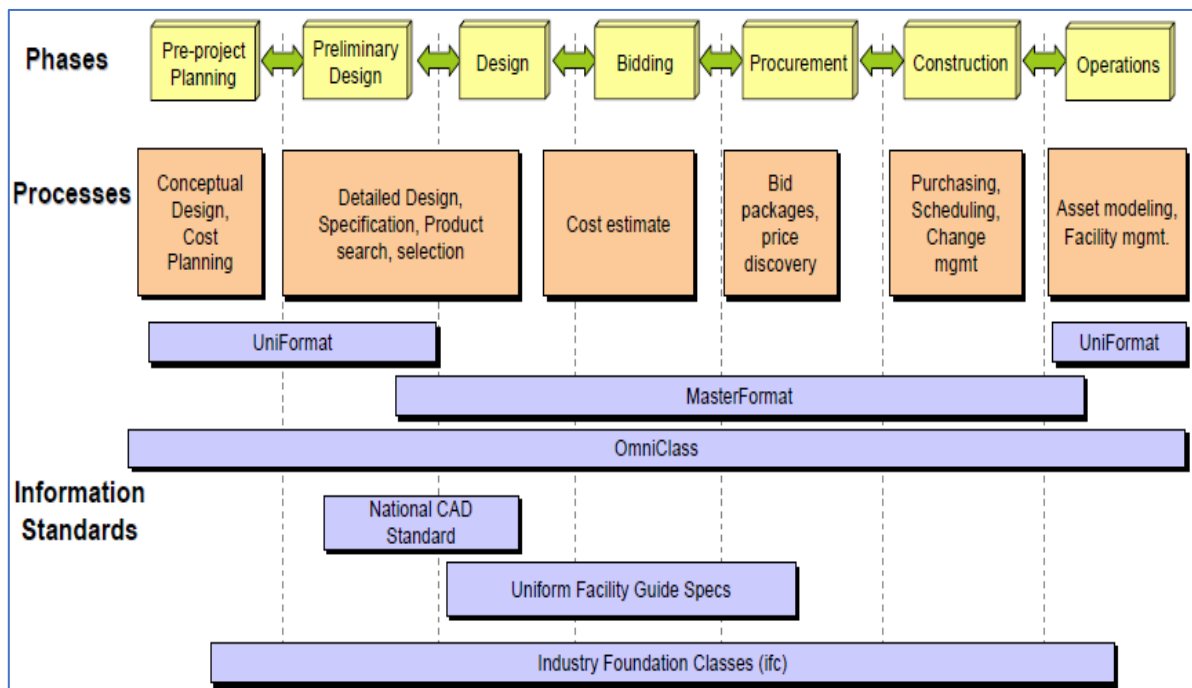 Phases
Pre-project
Planning
Preliminary
Design
Design
Bidding
Procurement
Construction
Operations
Processes
Conceptual
Design,
Cost
Planning
Detailed Design,
Specification, Product
search, selection
Cost estimate
Bid
packages,
price
discovery
Purchasing,
Scheduling,
Change
mgmt
Asset modeling,
Facility mgmt.
Information
Standards
UniFormat
UniFormat
MasterFormat
OmniClass
National CAD
Standard
Uniform Facility Guide Specs
Industry Foundation Classes (ifc)